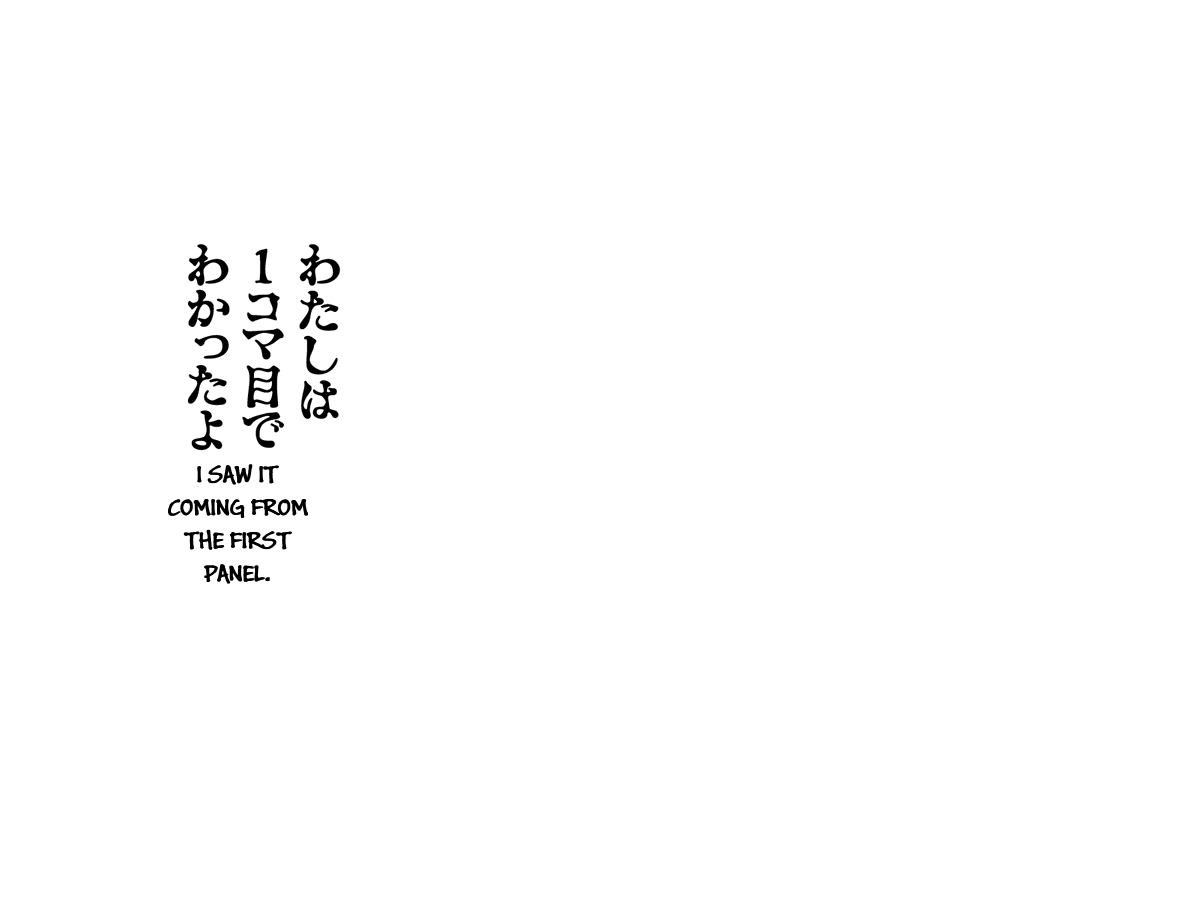 わたしは
1コマ目で
わかったよ
I SAW IT
COMING FROM
THE FIRST
PANEL.